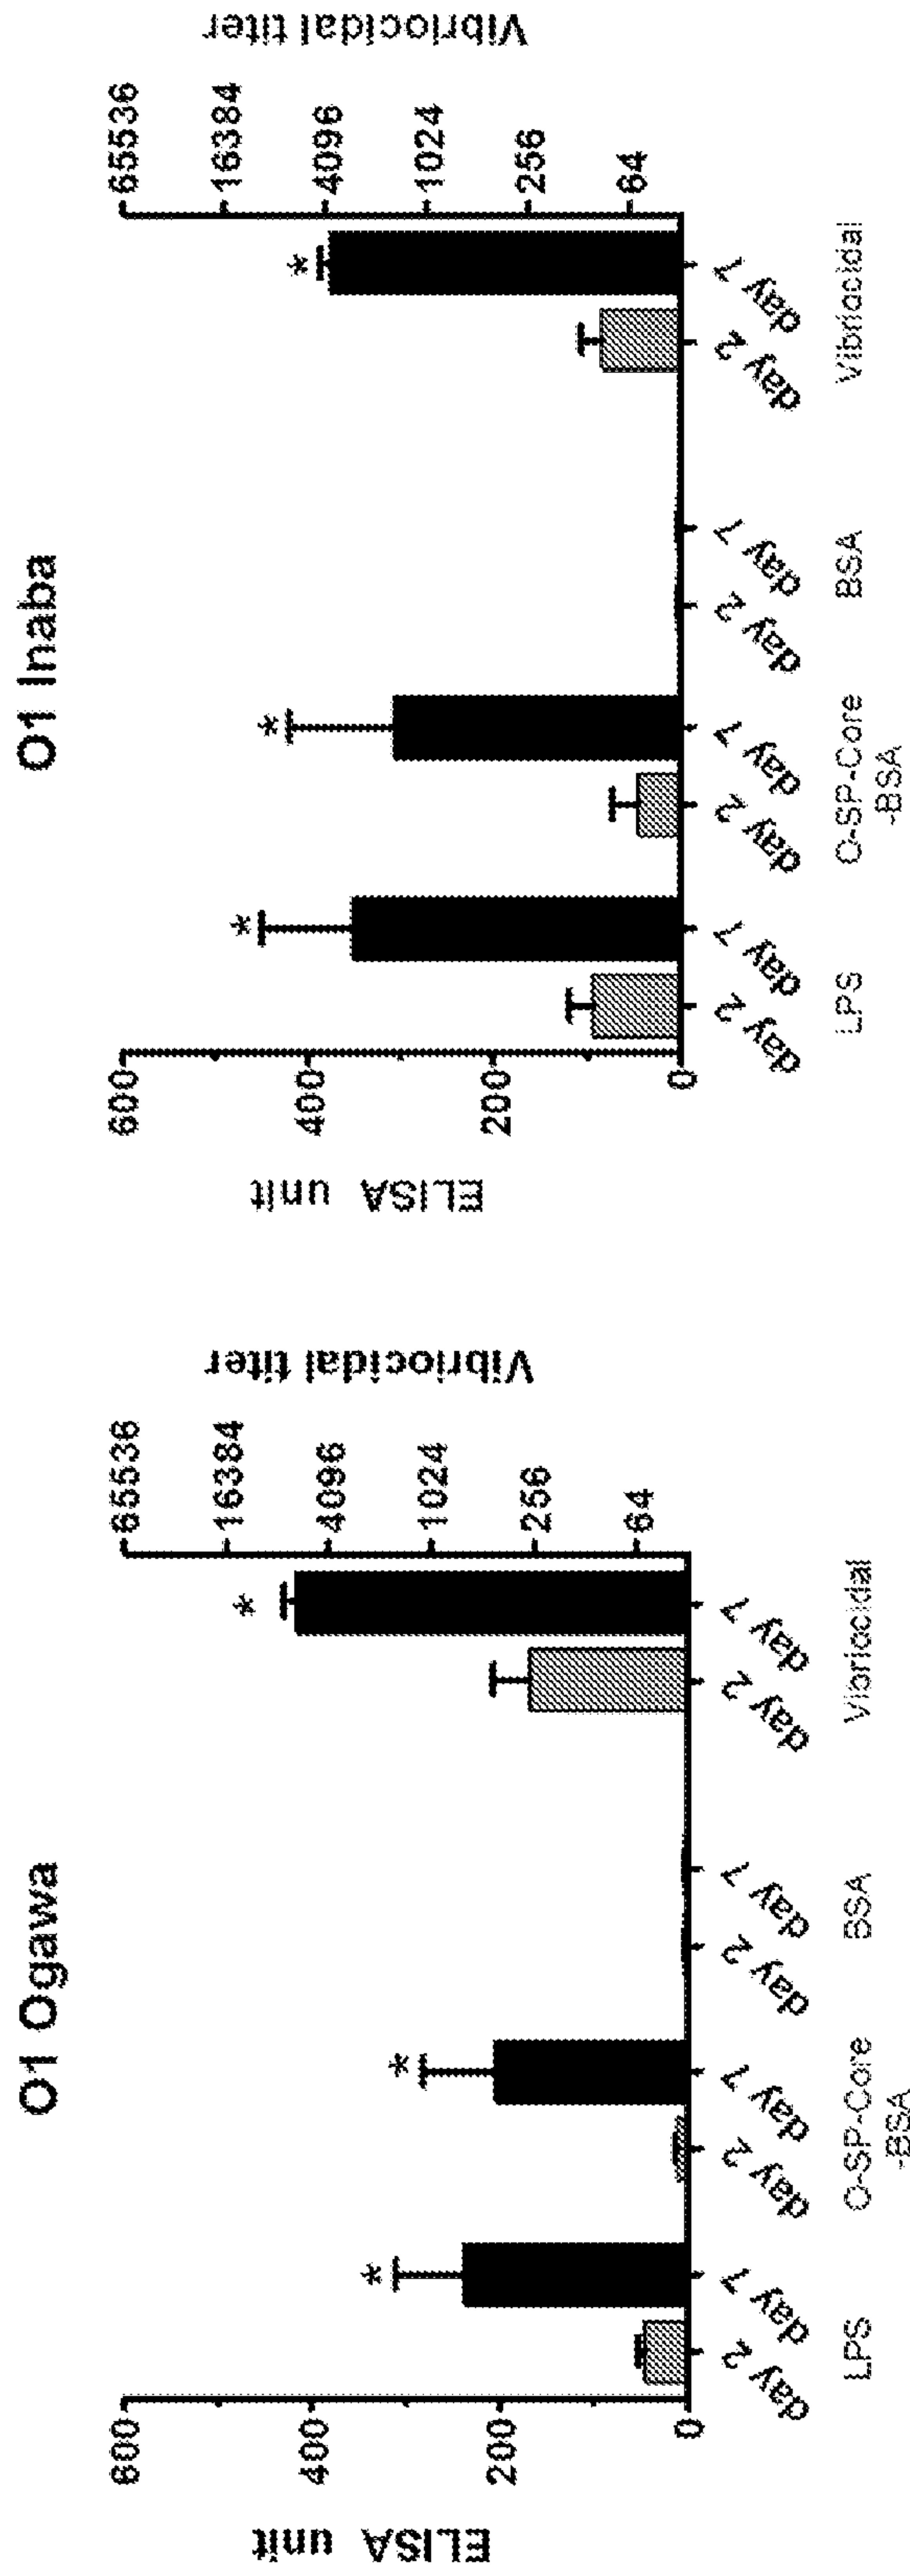 O1 Ogawa
ELISA unit
600
400
200
0
Vibriocidal titer
65536
16384
4096
1024
256
64
day 2
day 7
day 2
day 7
day 2
day 7
day 2
day 7
LPS
O-SP-Core
-BSA
BSA
Vibriocidal
O1 Inaba
ELISA unit
600
400
200
0
Vibriocidal titer
65536
16384
4096
1024
256
64
day 2
day 7
day 2
day 7
day 2
day 7
day 2
day 7
LPS
O-SP-Core
-BSA
BSA
Vibriocidal
*
*
*
*
*
*